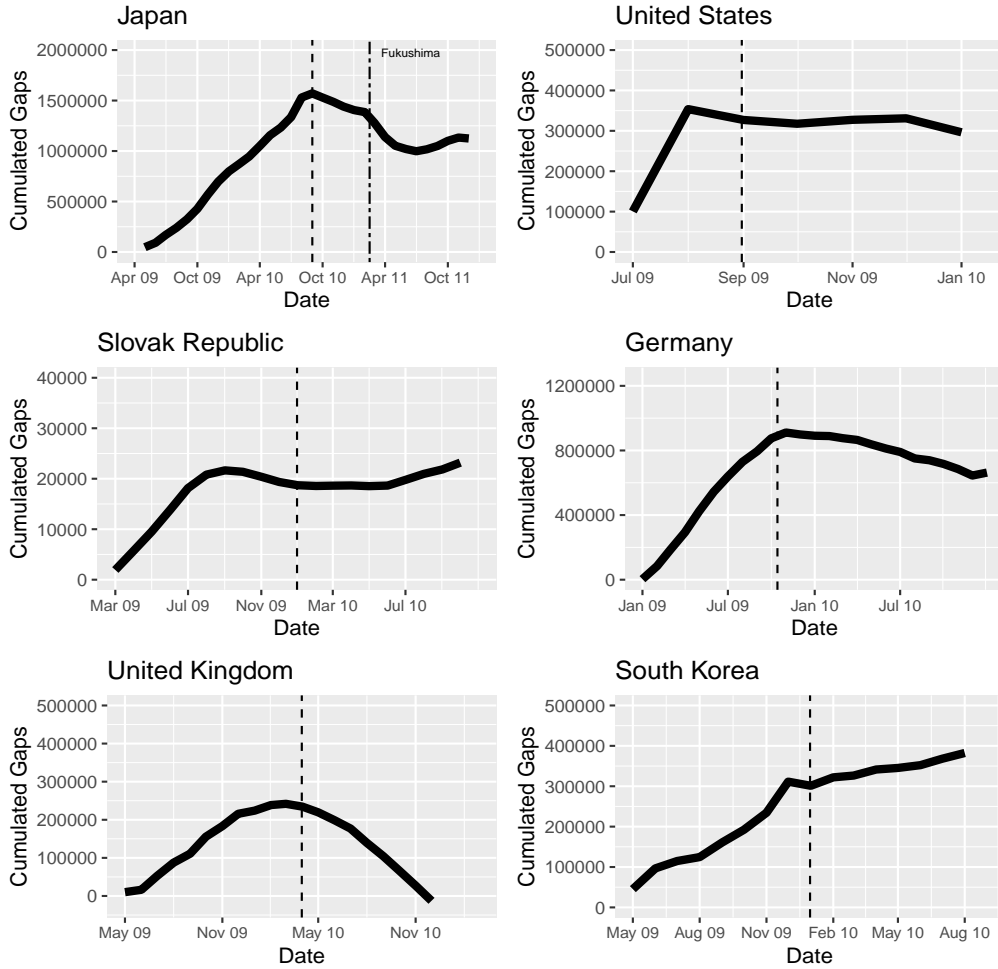 Japan
Cumulated Gaps
2000000
1500000
1000000
500000
0
Fukushima
Apr 09
Oct 09
Apr 10
Oct 10
Apr 11
Oct 11
Date
United States
Cumulated Gaps
500000
400000
300000
200000
100000
0
Jul 09
Sep 09
Nov 09
Jan 10
Date
Slovak Republic
Cumulated Gaps
40000
30000
20000
10000
0
Mar 09
Jul 09
Nov 09
Mar 10
Jul 10
Date
Germany
Cumulated Gaps
1200000
800000
400000
0
Jan 09
Jul 09
Jan 10
Jul 10
Date
United Kingdom
Cumulated Gaps
500000
400000
300000
200000
100000
0
May 09
Nov 09
May 10
Nov 10
Date
South Korea
Cumulated Gaps
500000
400000
300000
200000
100000
0
May 09
Aug 09
Nov 09
Feb 10
May 10
Aug 10
Date